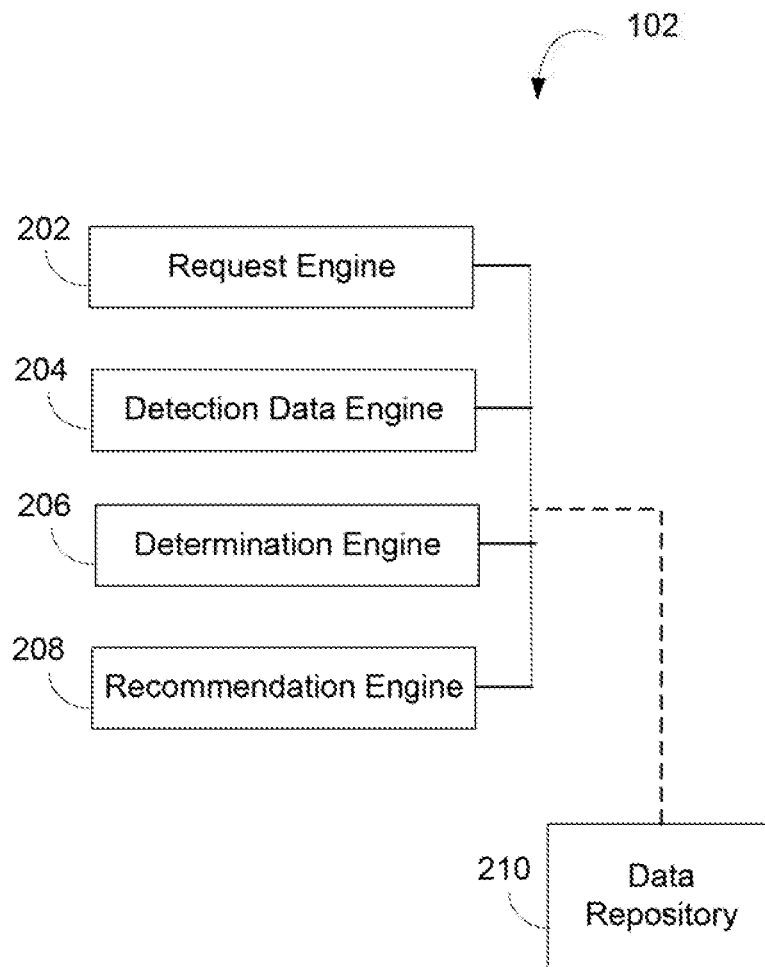 102
202
Request Engine
204
Detection Data Engine
206
Determination Engine
208
Recommendation Engine
210
Data
Repository